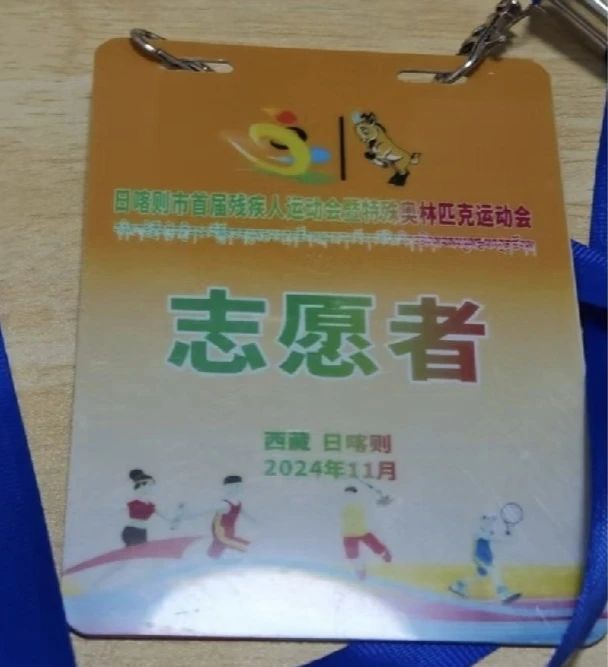 日喀则市首届残疾人运动会暨特殊奥林匹克运动会
志愿者
西藏 日喀则
2024年11月